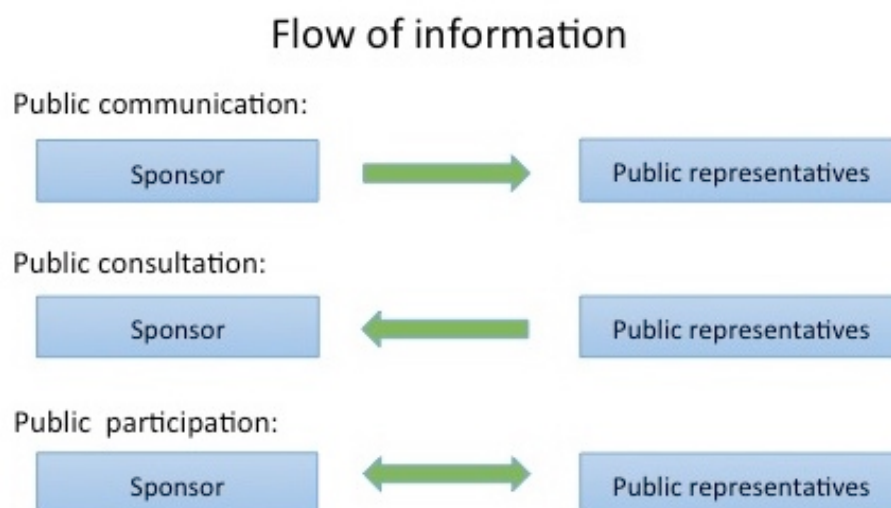 Flow of information
Public communication:
Sponsor
Public representatives
Public consultation:
Sponsor
Public representatives
Public participation:
Sponsor
Public representatives